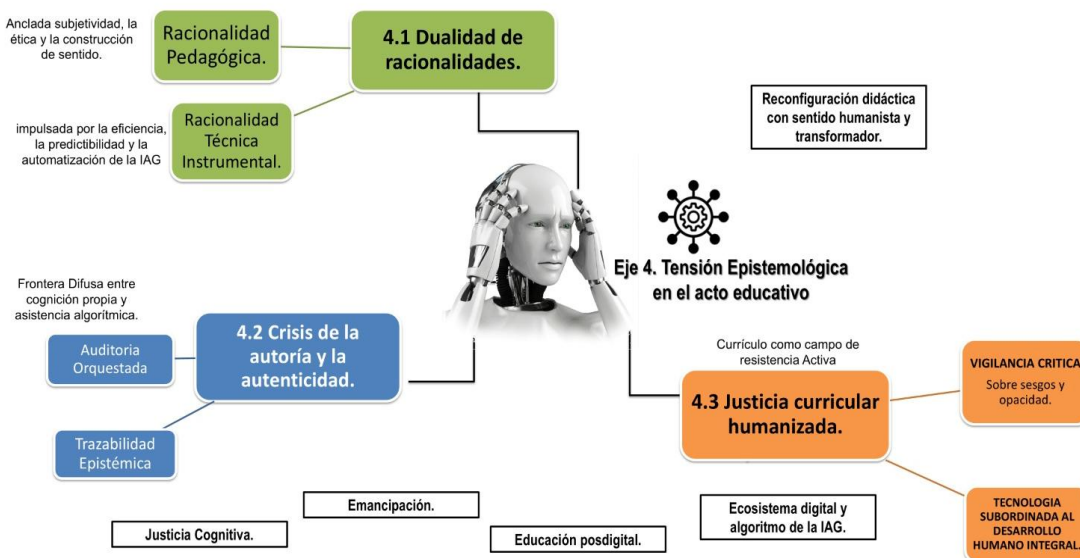 Anclada subjetividad, la
ética y la construcción
de sentido.
Racionalidad
Pedagógica.
4.1 Dualidad de
racionalidades.
impulsada por la eficiencia,
la predictibilidad y la
automatización de la IAG
Racionalidad
Técnica
Instrumental.
Reconfiguración didáctica
con sentido humanista y
transformador.
Eje 4. Tensión Epistemológica
en el acto educativo
Frontera Difusa entre
cognición propia y
asistencia algorítmica.
Auditoria
Orquestada
4.2 Crisis de la
autoría y la
autenticidad.
Trazabilidad
Epistémica
Currículo como campo de
resistencia Activa
4.3 Justicia curricular
humanizada.
VIGILANCIA CRITICA
Sobre sesgos y
opacidad.
TECNOLOGIA
SUBORDINADA AL
DESARROLLO
HUMANO INTEGRAL.
Emancipación.
Justicia Cognitiva.
Educación posdigital.
Ecosistema digital y
algoritmo de la IAG.